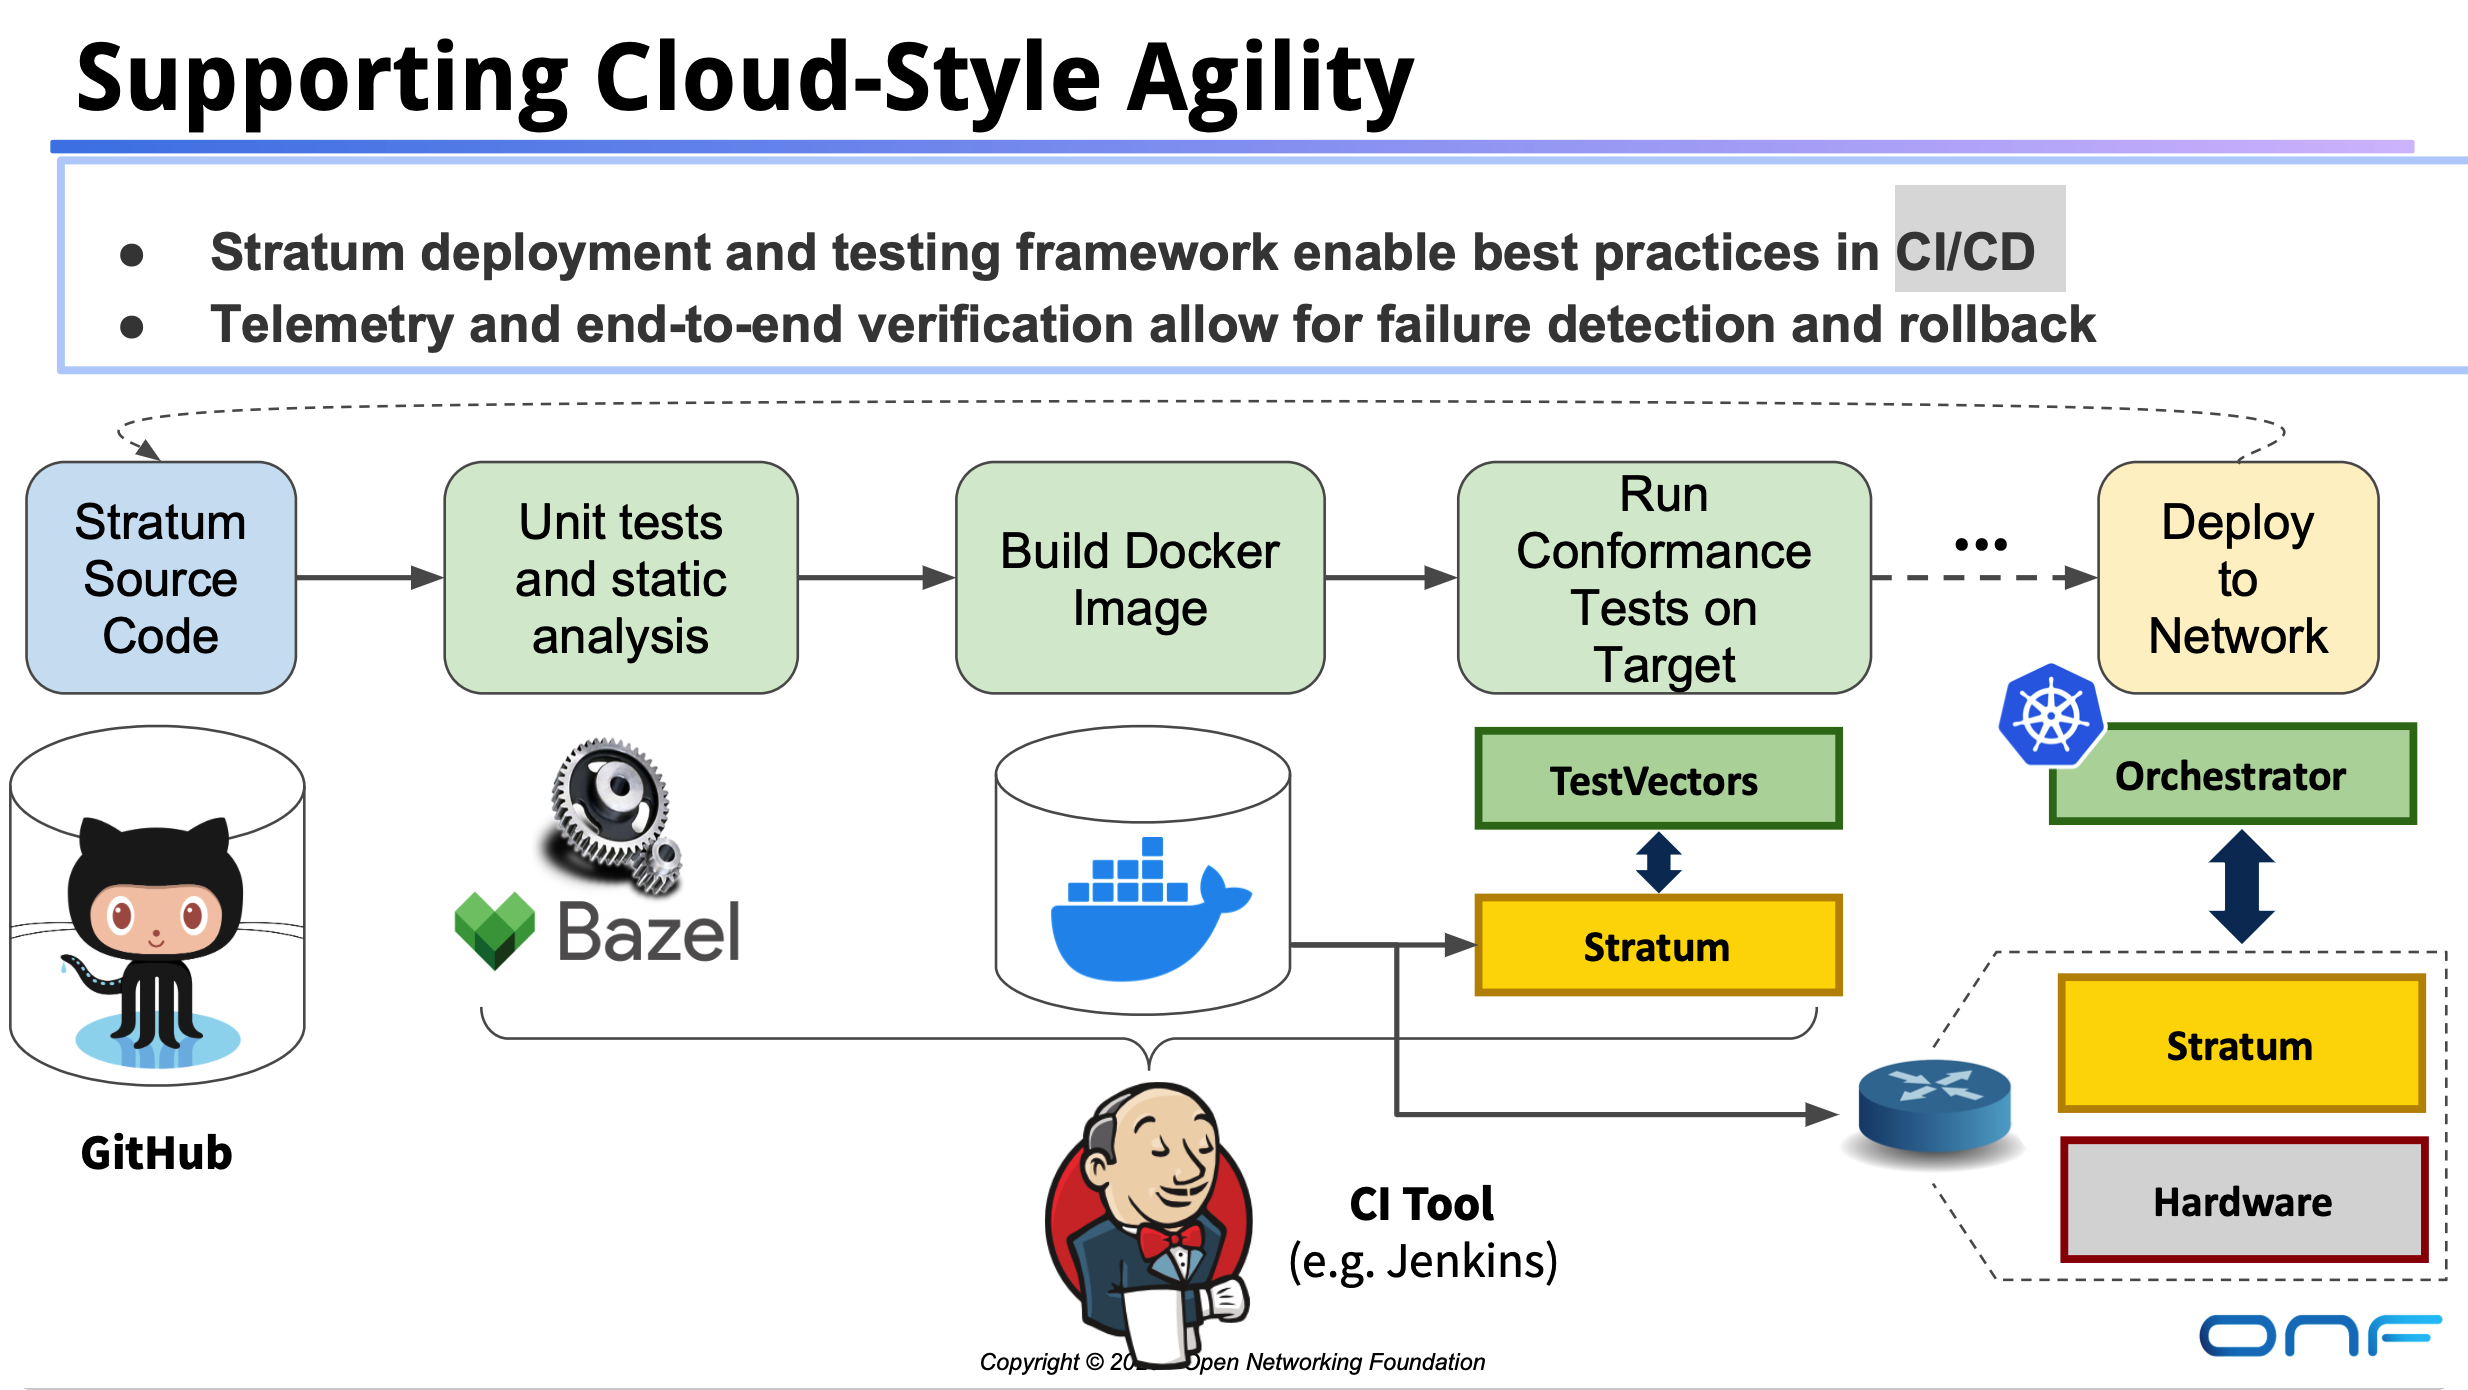 Supporting Cloud-Style Agility
● Stratum deployment and testing framework enable best practices in CI/CD
● Telemetry and end-to-end verification allow for failure detection and rollback
Stratum
Source
Code
Unit tests
and static
analysis
Build Docker
Image
Run
Conformance
Tests on
Target
...
Deploy
to
Network
TestVectors
Orchestrator
Bazel
Stratum
Stratum
GitHub
CI Tool
(e.g. Jenkins)
Hardware
ONF
Copyright © Open Networking Foundation